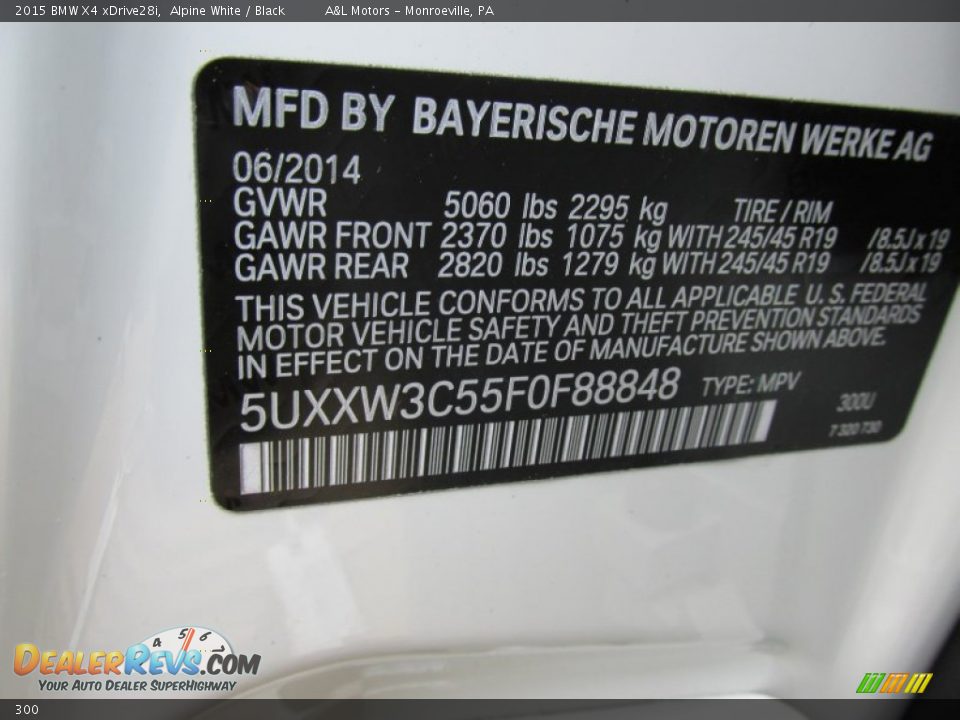 2015 BMW X4 xDrive28i, Alpine White / Black A&L Motors - Monroeville, PA
MFD BY BAYERISCHE MOTOREN WERKE AG
06/2014
GVWR 5060 lbs 2295 kg TIRE / RIM
GAWR FRONT 2370 lbs 1075 kg WITH 245/45 R19 /8.5J x 19
GAWR REAR 2820 lbs 1279 kg WITH 245/45 R19 /8.5J x 19
THIS VEHICLE CONFORMS TO ALL APPLICABLE U. S. FEDERAL
MOTOR VEHICLE SAFETY AND THEFT PREVENTION STANDARDS
IN EFFECT ON THE DATE OF MANUFACTURE SHOWN ABOVE.
5UXXW3C55F0F88848 TYPE: MPV
300U
7 320 730
4 5 6
DEALERREVS.COM
YOUR AUTO DEALER SUPERHIGHWAY
300